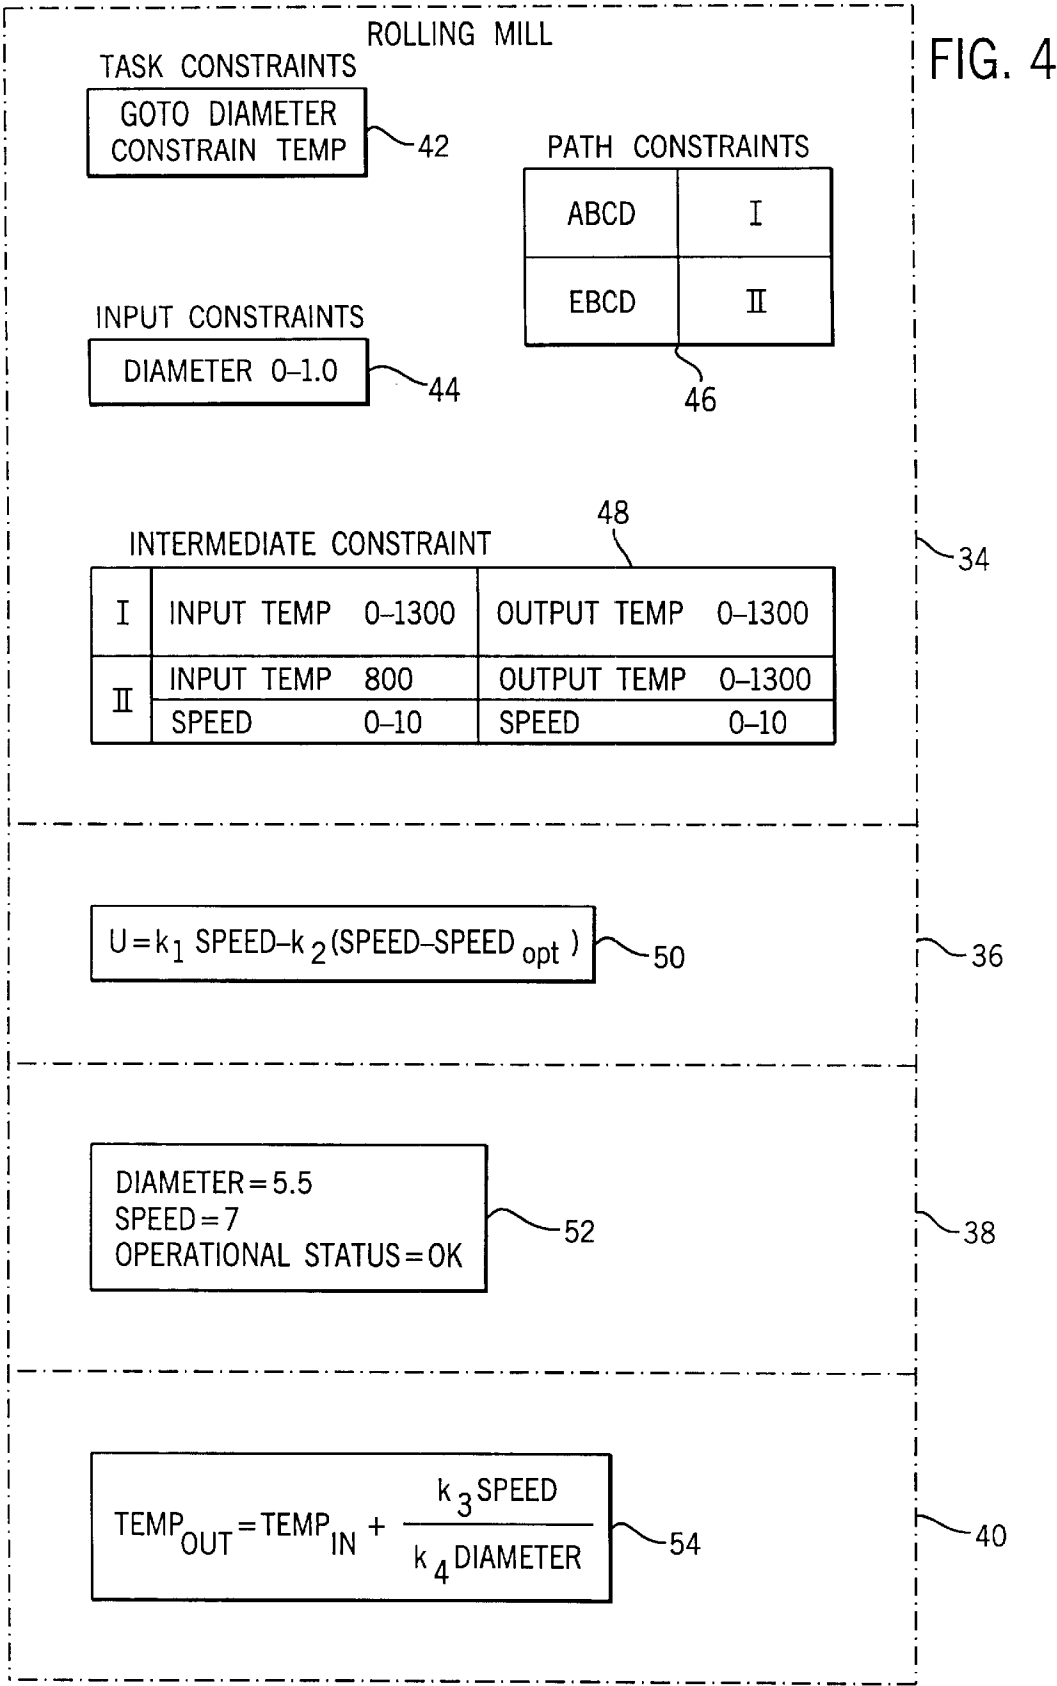 ROLLING MILL
FIG. 4
TASK CONSTRAINTS
GOTO DIAMETER
CONSTRAIN TEMP
42
PATH CONSTRAINTS
ABCD I
EBCD II
46
INPUT CONSTRAINTS
DIAMETER 0–1.0
44
48
INTERMEDIATE CONSTRAINT
34
I INPUT TEMP 0–1300 OUTPUT TEMP 0–1300
II INPUT TEMP 800 OUTPUT TEMP 0–1300
SPEED 0–10 SPEED 0–10
U=k1 SPEED–k2(SPEED–SPEEDopt)
50
36
DIAMETER=5.5
SPEED=7
OPERATIONAL STATUS=OK
52
38
TEMPOUT=TEMPIN + k3SPEED
k4DIAMETER
54
40